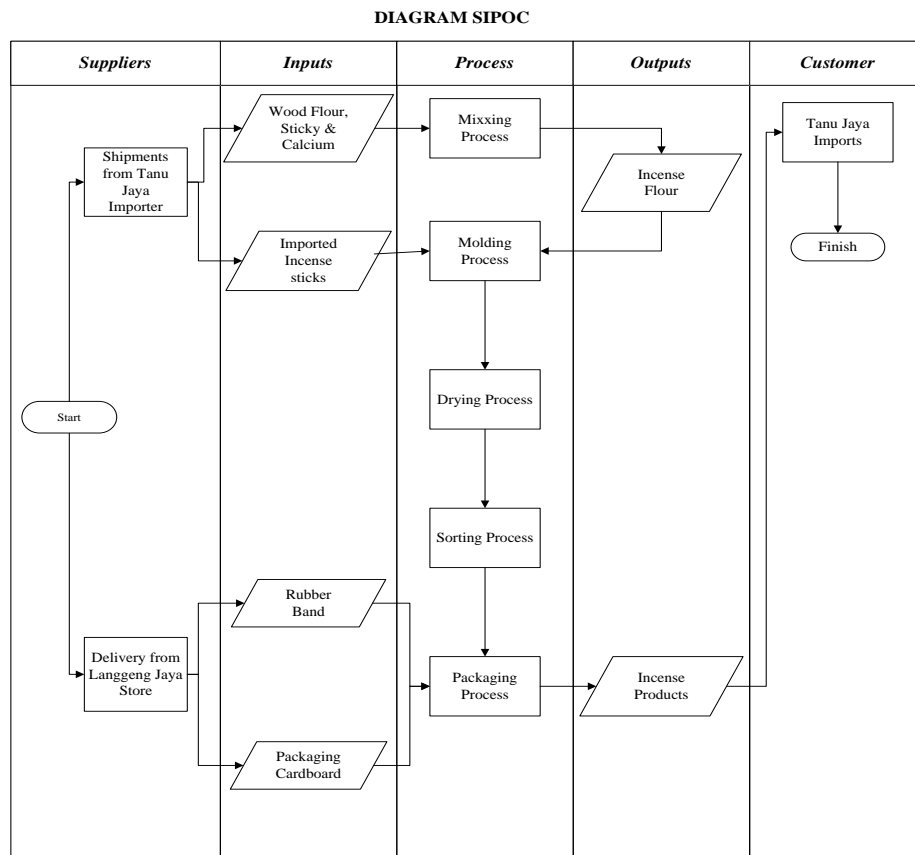 DIAGRAM SIPOC
Suppliers
Inputs
Process
Outputs
Customer
Shipments from
Tanu Jaya
Importer
Start
Delivery from
Langgeng Jaya
Store
Wood Flour,
Sticky &
Calcium
Imported
Incense
sticks
Rubber
Band
Packaging
Cardboard
Mixxing
Process
Molding
Process
Drying Process
Sorting Process
Packaging
Process
Incense
Flour
Incense
Products
Tanu Jaya
Imports
Finish